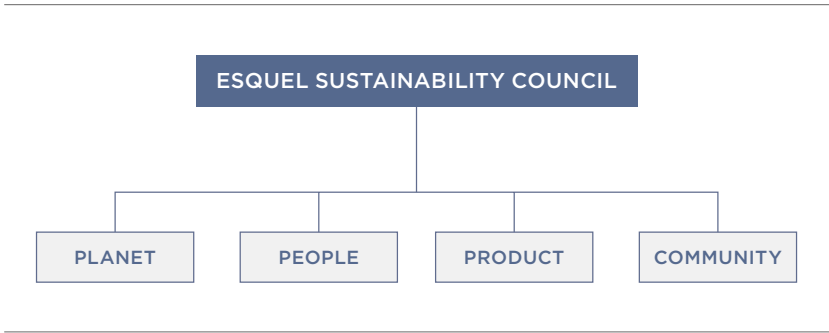 ESQUEL SUSTAINABILITY COUNCIL
PLANET
PEOPLE
PRODUCT
COMMUNITY